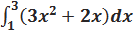 ∫₁³(3x² + 2x)dx